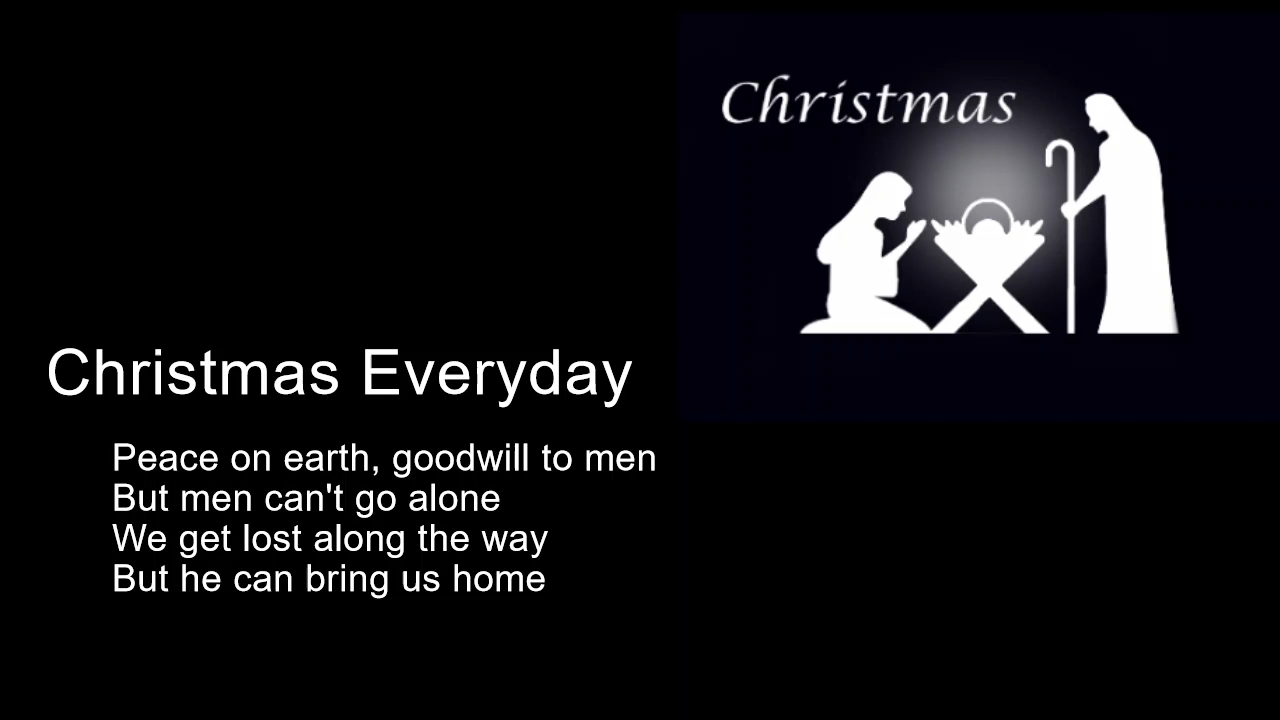 Christmas
Christmas Everyday
Peace on earth, goodwill to men
But men can't go alone
We get lost along the way
But he can bring us home